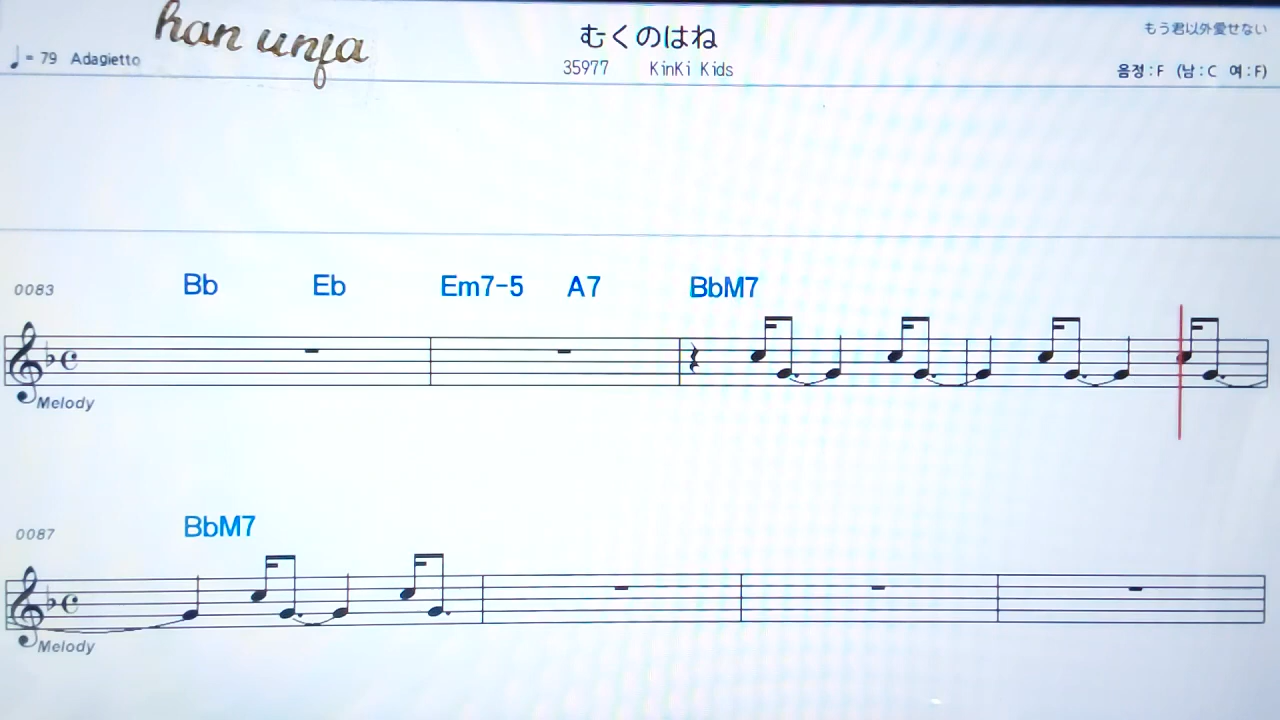 han unfa
むくのはね
もう君以外愛せない
♩= 79 Adagietto
35977 KinKi Kids
음정:F (남:C 여:F)
0083 Bb Eb Em7-5 A7 BbM7
Melody
0087 BbM7
Melody